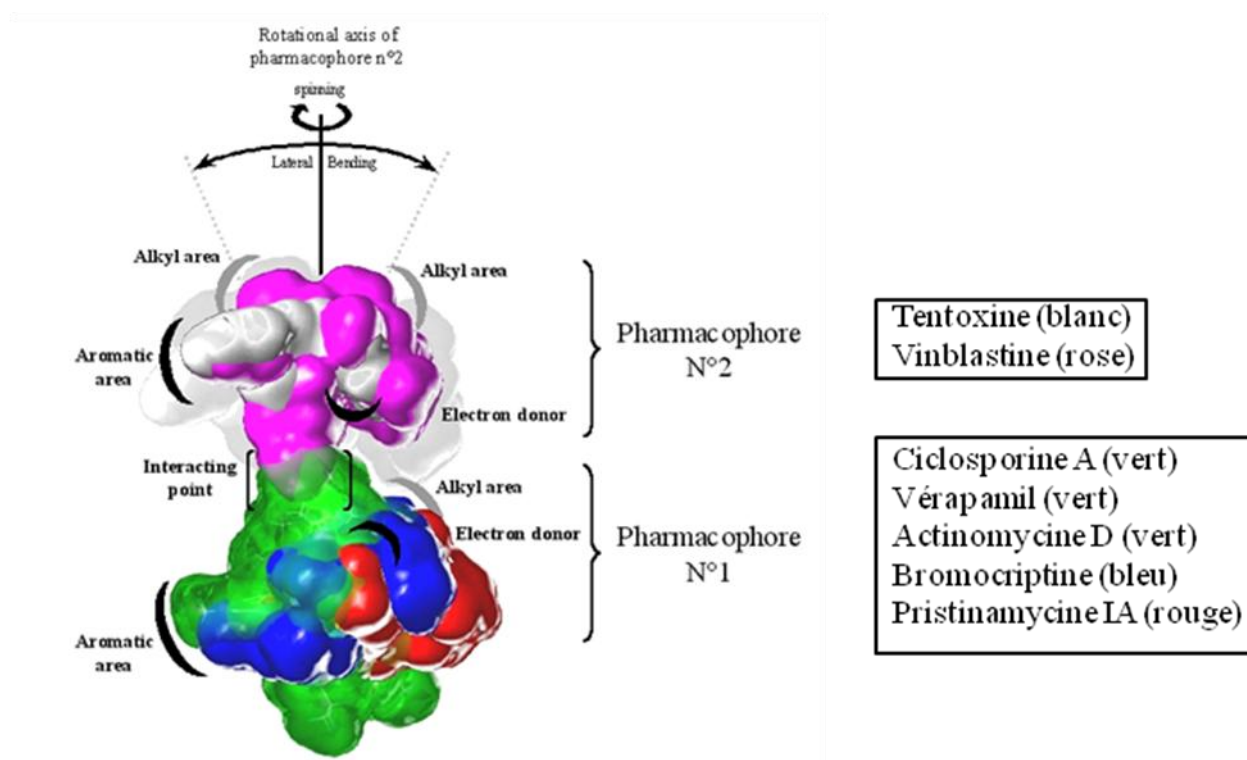 Rotational axis of
pharmacophore n°2
spinning
Lateral Bending
Alkyl area
Alkyl area
Aromatic
area
Electron donor
Pharmacophore
N°2
Interacting
point
Alkyl area
Electron donor
Pharmacophore
N°1
Aromatic
area
Tentoxine (blanc)
Vinblastine (rose)
Ciclosporine A (vert)
Vérapamil (vert)
Actinomycine D (vert)
Bromocriptine (bleu)
Pristinamycine IA (rouge)